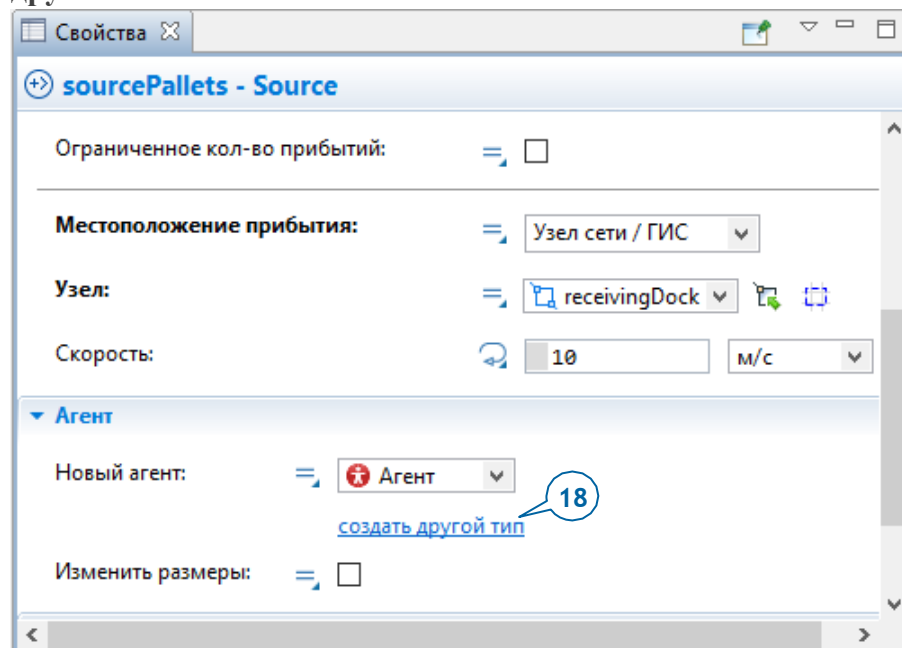 Свойства
sourcePallets - Source
Ограниченное кол-во прибытий:
Местоположение прибытия: Узел сети / ГИС
Узел: receivingDock
Скорость: 10 м/с
Агент
Новый агент: Агент
18
создать другой тип
Изменить размеры: